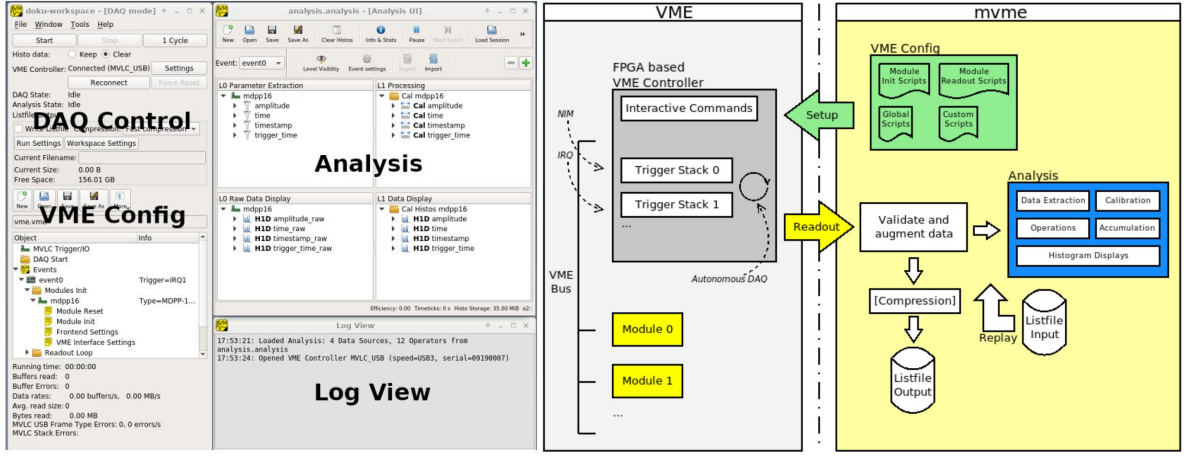 doku-workspace - [DAQ mode]
File Window Tools Help
Start Stop 1 Cycle
Histo data: Keep Clear
VME Controller: Connected (MVLC_USB) Settings
Reconnect Force Reset
DAQ State: Idle
Analysis State: Idle
DAQ Control
Run Settings Workspace Settings
Current Filename:
Current Size: 0.00 B
Free Space: 156.01 GB
New
VME Config
Object Info
MVLC Trigger/IO
DAQ Start
Events
event0 Trigger=IRQ1
Modules Init
mdpp16 Type=MDPP-1...
Module Reset
Module Init
Frontend Settings
VME Interface Settings
Readout Loop
Running time: 00:00:00
Buffers read: 0
Buffer Errors: 0
Data rates: 0.00 buffers/s, 0.00 MB/s
Avg. read size: 0
Bytes read: 0.00 MB
MVLC USB Frame Type Errors: 0, 0 errors/s
MVLC Stack Errors:
analysis.analysis - [Analysis UI]
New Open Save Save As Clear Histos Info & Stats Pause Next Event Load Session »
Event: event0 Level Visibility Event settings Export Import
L0 Parameter Extraction
mdpp16
amplitude
time
timestamp
trigger_time
L1 Processing
Cal mdpp16
Cal amplitude
Cal time
Cal timestamp
Cal trigger_time
Analysis
L0 Raw Data Display
mdpp16
H1D amplitude_raw
H1D time_raw
H1D timestamp_raw
H1D trigger_time_raw
L1 Data Display
Cal Histos mdpp16
H1D amplitude
H1D time
H1D timestamp
H1D trigger_time
Efficiency: 0.00 Timeticks: 0 s Histo Storage: 35.00 MiB x2:
Log View
17:53:21: Loaded Analysis: 4 Data Sources, 12 Operators from
analysis.analysis
17:53:24: Opened VME Controller MVLC_USB (speed=USB3, serial=09190007)
Log View
VME
FPGA based
VME Controller
Interactive Commands
NIM
IRQ
Trigger Stack 0
Trigger Stack 1
...
Autonomous DAQ
VME
Bus
Module 0
Module 1
...
Setup
Readout
mvme
VME Config
Module
Init Scripts
Module
Readout Scripts
Global
Scripts
Custom
Scripts
Analysis
Data Extraction Calibration
Operations Accumulation
Histogram Displays
Validate and
augment data
[Compression]
Replay
Listfile
Input
Listfile
Output